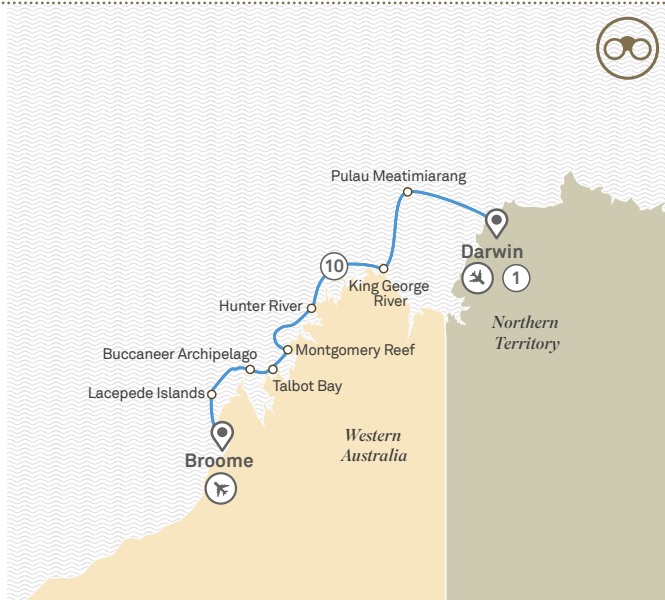 Pulau Meatimiarang
Darwin
1
10
King George
River
Hunter River
Northern
Territory
Montgomery Reef
Buccaneer Archipelago
Talbot Bay
Lacepede Islands
Western
Australia
Broome